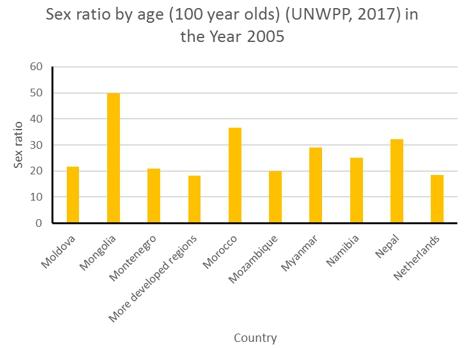 Sex ratio by age (100 year olds) (UNWPP, 2017) in
the Year 2005
60
50
40
30
20
10
0
Sex ratio
Moldova
Mongolia
Montenegro
More developed regions
Morocco
Mozambique
Myanmar
Namibia
Nepal
Netherlands
Country